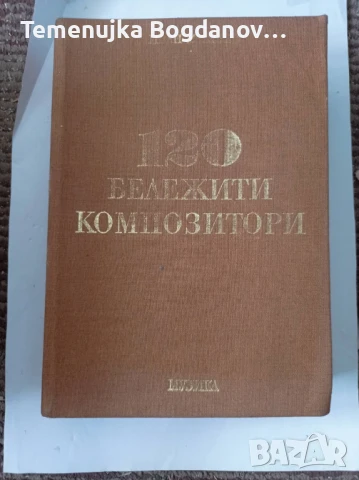 Temenujka Bogdanov...
120
БЕЛЕЖИТИ
КОМПОЗИТОРИ
МУЗИКА
BAZAR